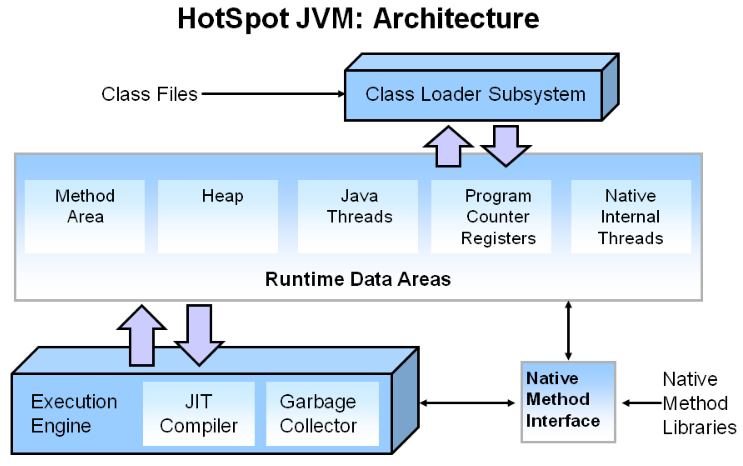 HotSpot JVM: Architecture
Class Files
Class Loader Subsystem
Method
Area
Heap
Java
Threads
Program
Counter
Registers
Native
Internal
Threads
Runtime Data Areas
Execution
Engine
JIT
Compiler
Garbage
Collector
Native
Method
Interface
Native
Method
Libraries